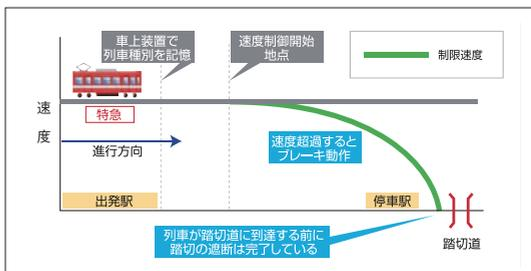 車上装置で
列車種別を記憶
速度制御開始
地点
制限速度
特急
速
度
進行方向
速度超過すると
ブレーキ動作
出発駅
停車駅
列車が踏切道に到達する前に
踏切の遮断は完了している
踏切道